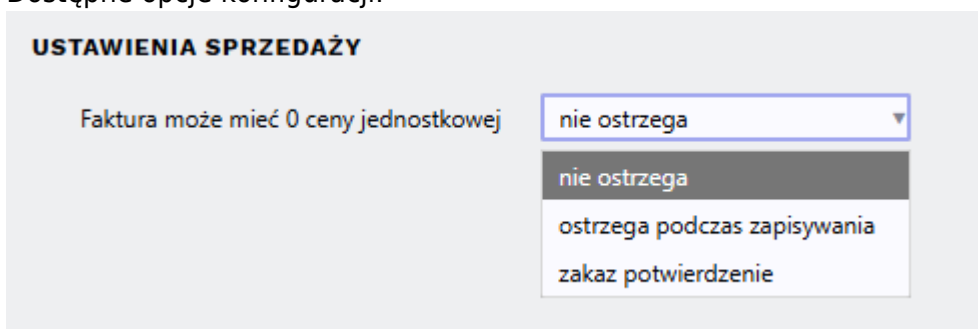 Dostępne opcje konfiguracji:
USTAWIENIA SPRZEDAŻY
Faktura może mieć 0 ceny jednostkowej
nie ostrzega
nie ostrzega
ostrzega podczas zapisywania
zakaz potwierdzenie